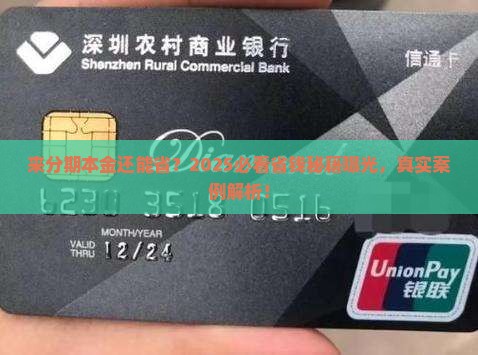 深圳农村商业银行
Shenzhen Rural Commercial Bank
信通卡
采分期本金还能省？2025必看省钱秘籍曝光，真实案
例解析！
6230 3518 0516
MONTH/YEAR
VALID
THRU 12/24
UnionPay
银联